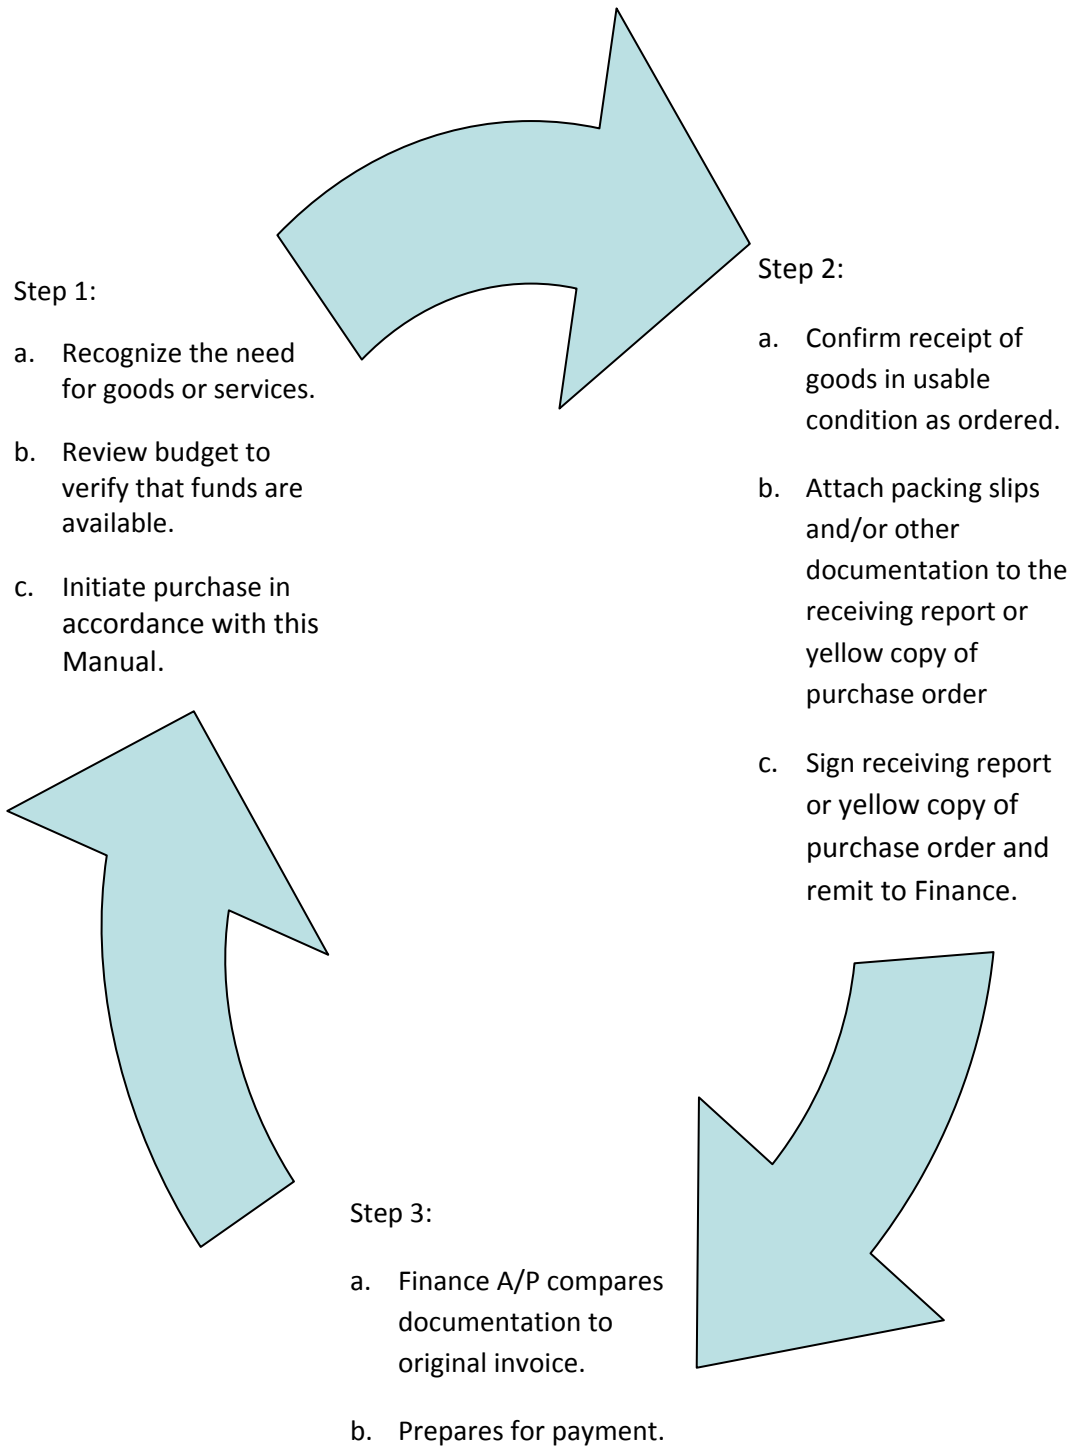 Step 1:
a. Recognize the need
for goods or services.
b. Review budget to
verify that funds are
available.
c. Initiate purchase in
accordance with this
Manual.
Step 2:
a. Confirm receipt of
goods in usable
condition as ordered.
b. Attach packing slips
and/or other
documentation to the
receiving report or
yellow copy of
purchase order
c. Sign receiving report
or yellow copy of
purchase order and
remit to Finance.
Step 3:
a. Finance A/P compares
documentation to
original invoice.
b. Prepares for payment.